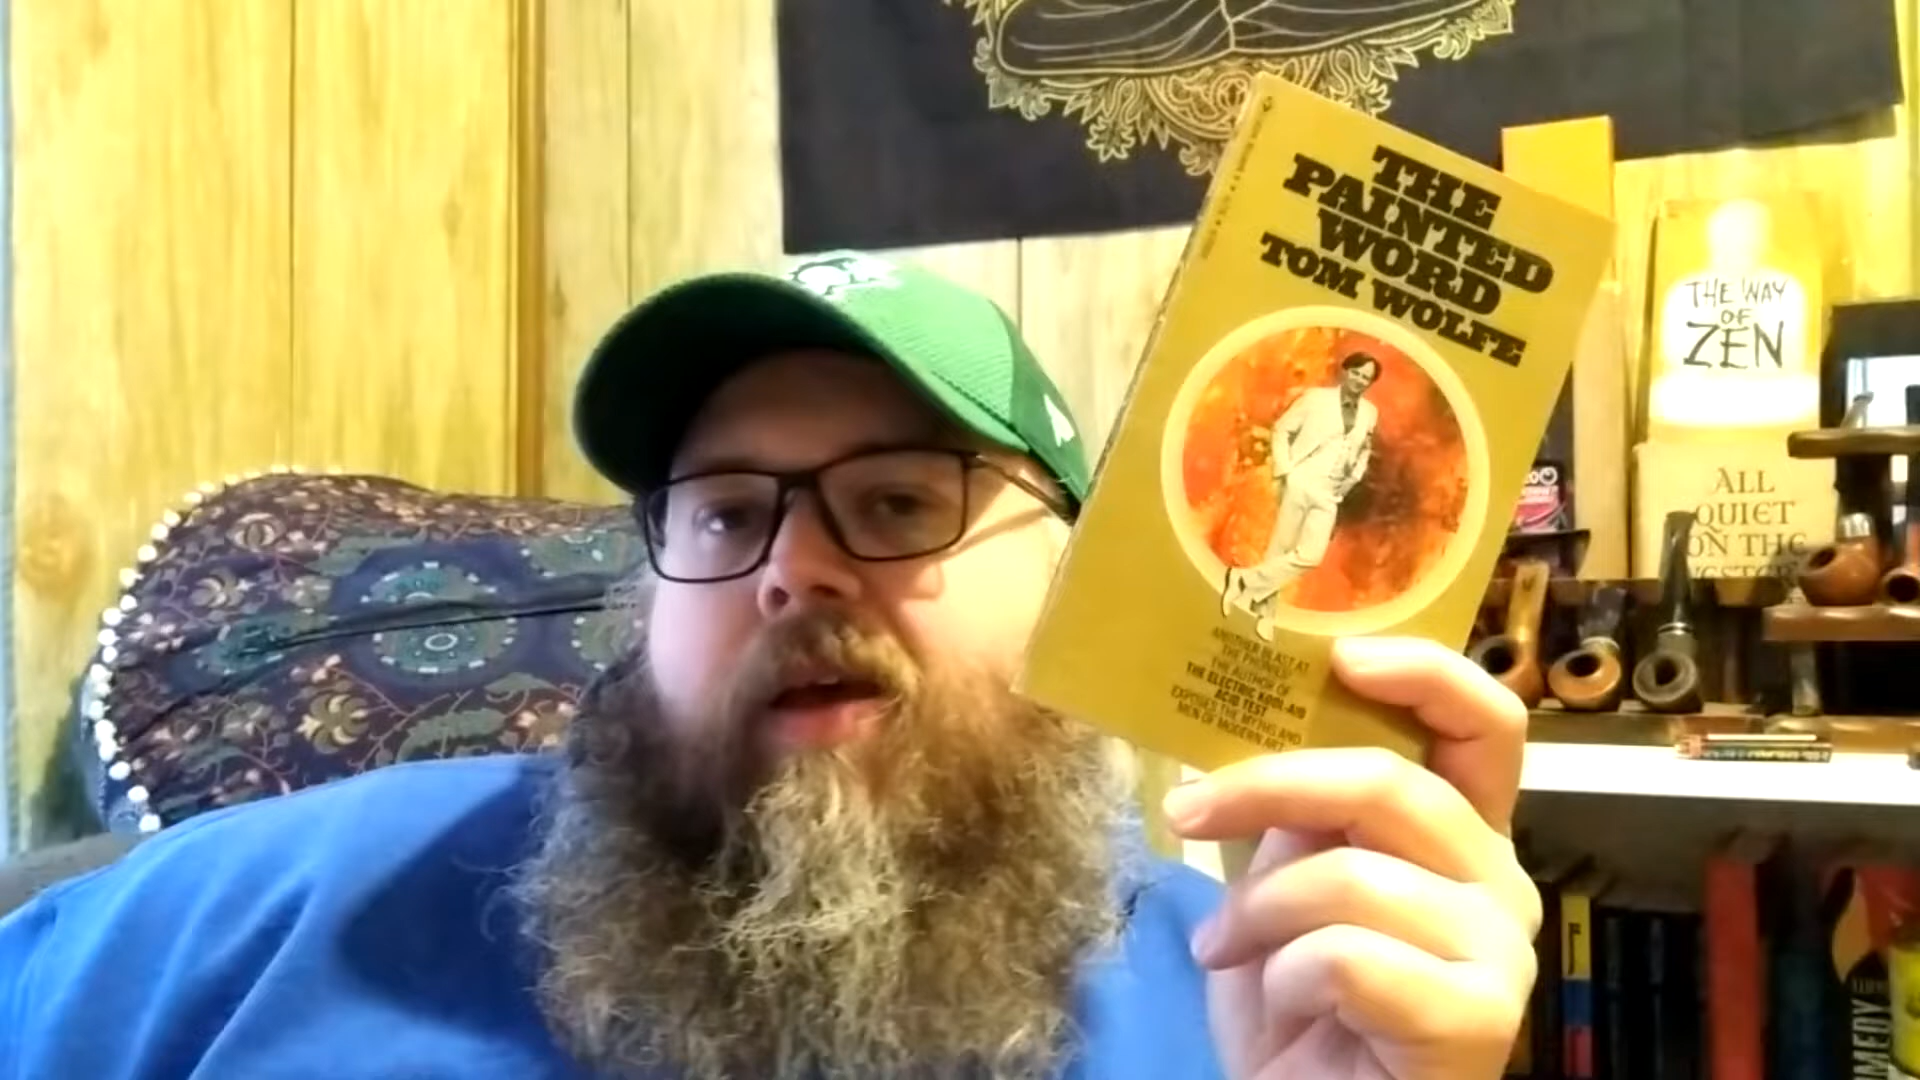 THE
PAINTED
WORD
TOM WOLFE
ANOTHER BLAST AT
THE PHONIES!
THE AUTHOR OF
THE ELECTRIC KOOL-AID
ACID TEST
EXPOSES THE MYTHS AND
MEN OF MODERN ART
THE WAY
OF
ZEN
ALL
QUIET
ON THE